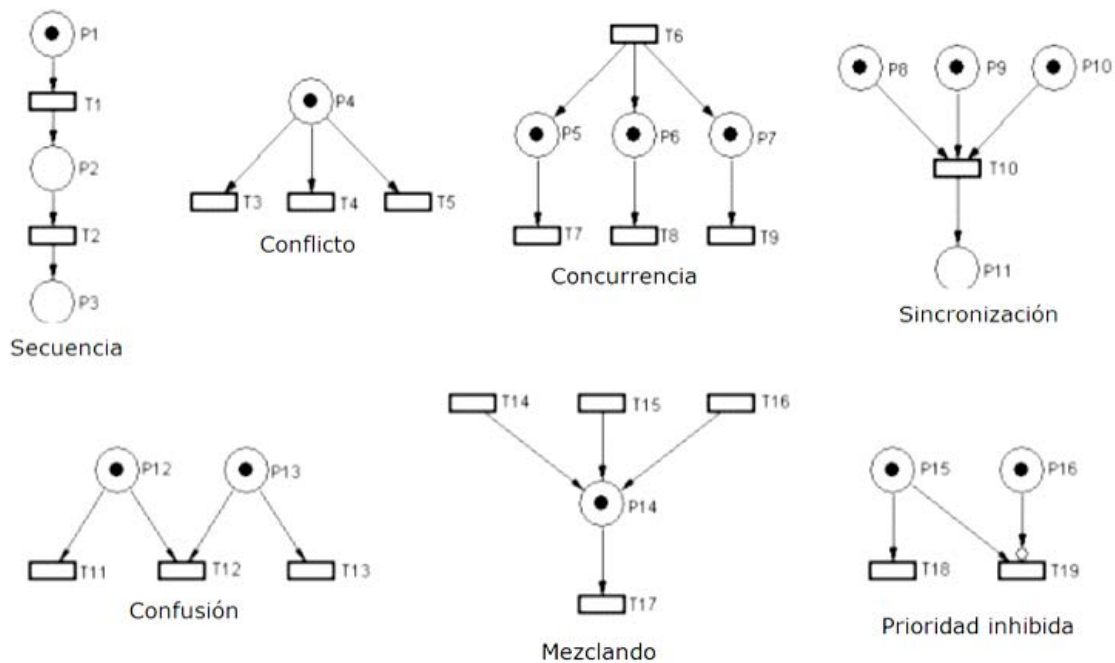 P1
T1
P2
T2
P3
Secuencia
P4
T3 T4 T5
Conflicto
T6
P5 P6 P7
T7 T8 T9
Concurrencia
P8 P9 P10
T10
P11
Sincronización
P12 P13
T11 T12 T13
Confusión
T14 T15 T16
P14
T17
Mezclando
P15 P16
T18 T19
Prioridad inhibida